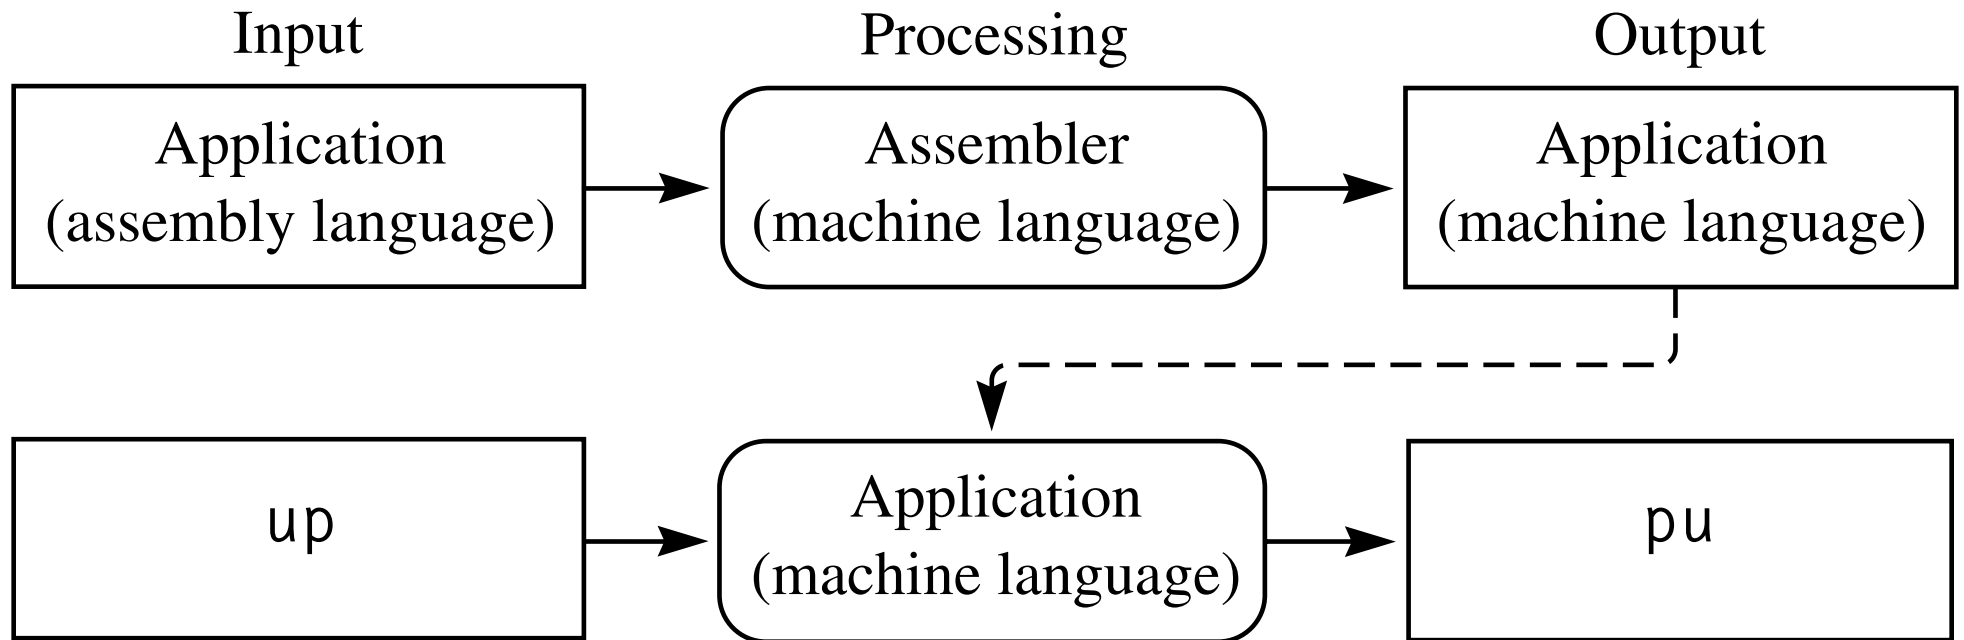 Input
Processing
Output
Application
(assembly language)
Assembler
(machine language)
Application
(machine language)
up
Application
(machine language)
pu